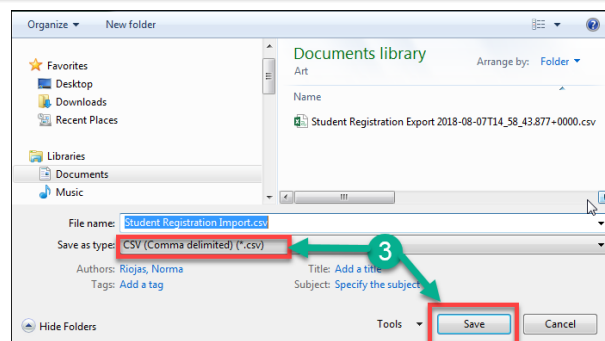 Organize New folder
Favorites
Desktop
Downloads
Recent Places
Libraries
Documents
Music
Documents library
Art
Arrange by: Folder
Name
Student Registration Export 2018-08-07T14_58_43.877+0000.csv
File name: Student Registration Import.csv
Save as type: CSV (Comma delimited) (*.csv)
3
Authors: Riojas, Norma
Title: Add a title
Tags: Add a tag
Subject: Specify the subject
Hide Folders
Tools
Save
Cancel